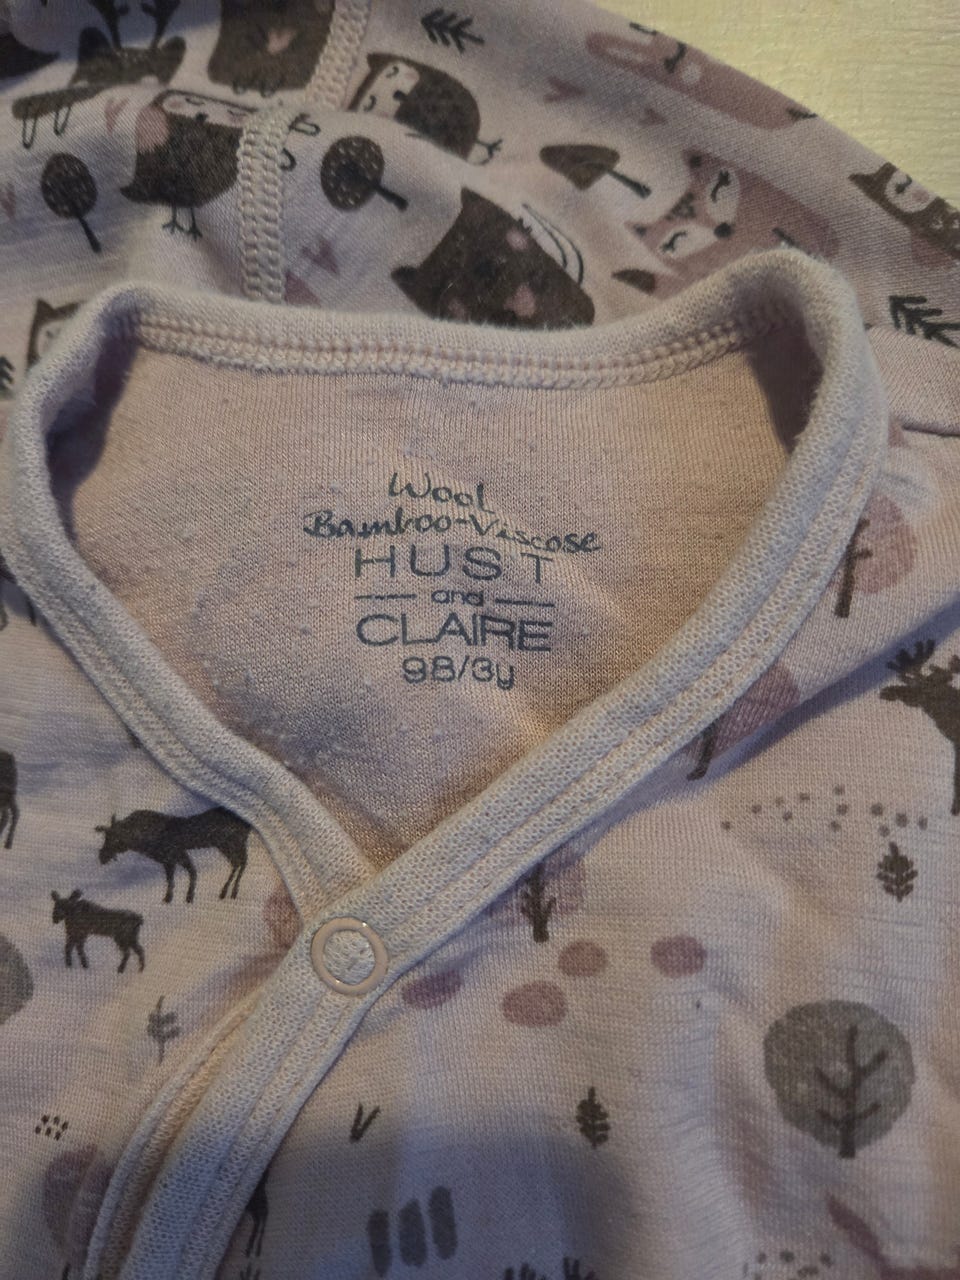 Wool
Bamboo-Viscose
HUST
and
CLAIRE
98/3y